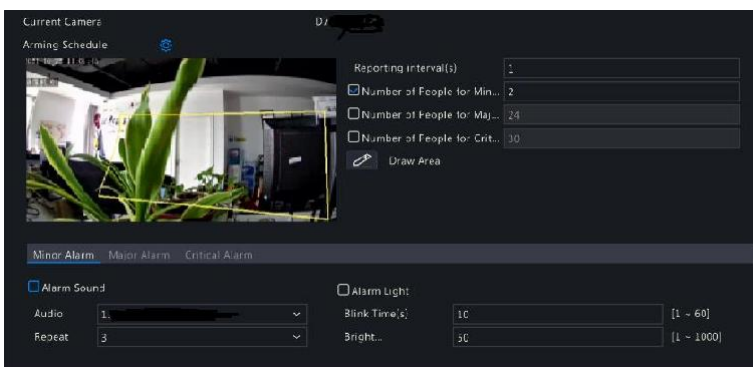 Current Camera
Arming Schedule
Reporting interval(s) 1
Number of People for Min... 2
Number of People for Maj... 24
Number of People for Crit... 30
Draw Area
Minor Alarm Major Alarm Critical Alarm
Alarm Sound Alarm Light
Audio 1. Blink Time(s) 10 [1 ~ 60]
Repeat 3 Bright... 50 [1 ~ 1000]